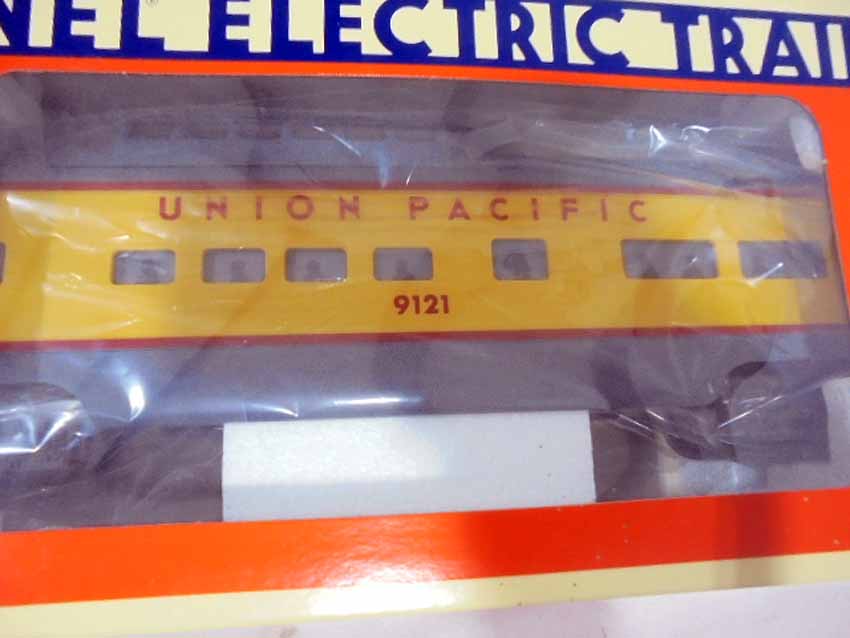 NEL ELECTRIC TRAI
UNION PACIFIC
9121